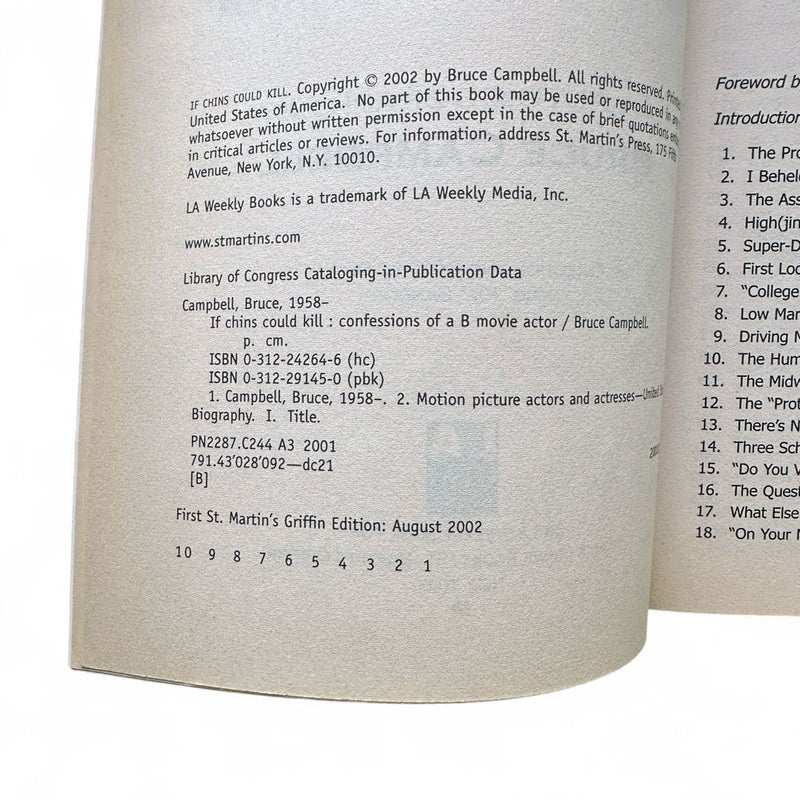 IF CHINS COULD KILL. Copyright © 2002 by Bruce Campbell. All rights reserved. Printed
United States of America. No part of this book may be used or reproduced in any
whatsoever without written permission except in the case of brief quotations
in critical articles or reviews. For information, address St. Martin's Press, 175 Fifth
Avenue, New York, N.Y. 10010.
LA Weekly Books is a trademark of LA Weekly Media, Inc.
www.stmartins.com
Library of Congress Cataloging-in-Publication Data
Campbell, Bruce, 1958–
If chins could kill : confessions of a B movie actor / Bruce Campbell.
p. cm.
ISBN 0-312-24264-6 (hc)
ISBN 0-312-29145-0 (pbk)
1. Campbell, Bruce, 1958–. 2. Motion picture actors and actresses—United
Biography. I. Title.
PN2287.C244 A3 2001
791.43'028'092—dc21
[B]
First St. Martin's Griffin Edition: August 2002
10 9 8 7 6 5 4 3 2 1
Foreword b
Introduction
1. The Pro
2. I Behel
3. The Ass
4. High(jin
5. Super-D
6. First Loo
7. "College
8. Low Mar
9. Driving M
10. The Hum
11. The Midw
12. The "Prot
13. There's N
14. Three Sch
15. "Do You W
16. The Quest
17. What Else
18. "On Your M